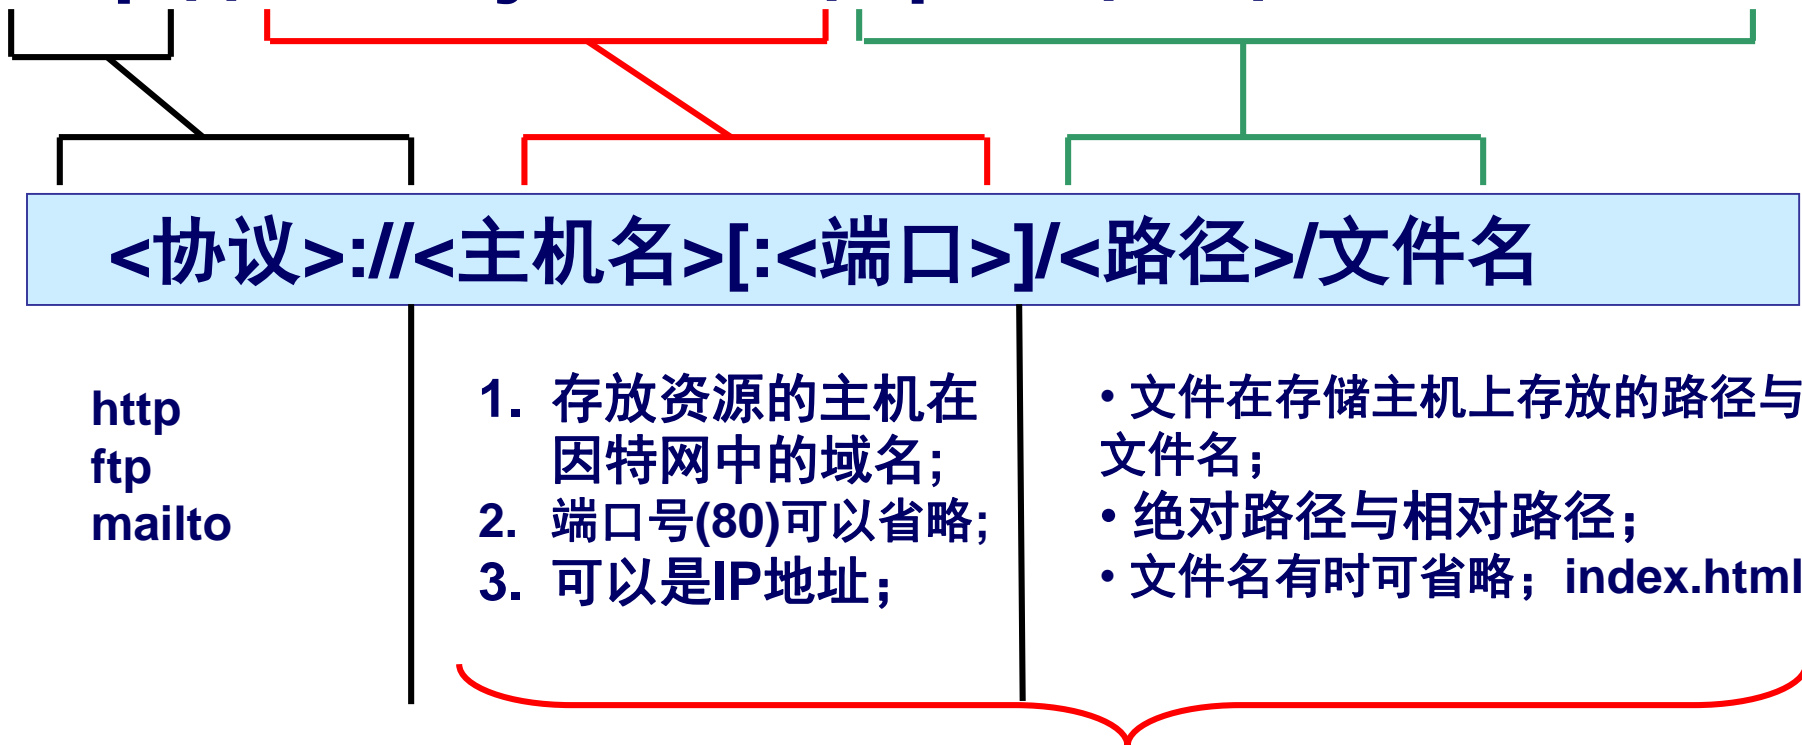 <协议>://<主机名>[:<端口>]/<路径>/文件名
http
ftp
mailto
1. 存放资源的主机在
因特网中的域名;
2. 端口号(80)可以省略;
3. 可以是IP地址；
• 文件在存储主机上存放的路径与
文件名；
• 绝对路径与相对路径；
• 文件名有时可省略；index.html